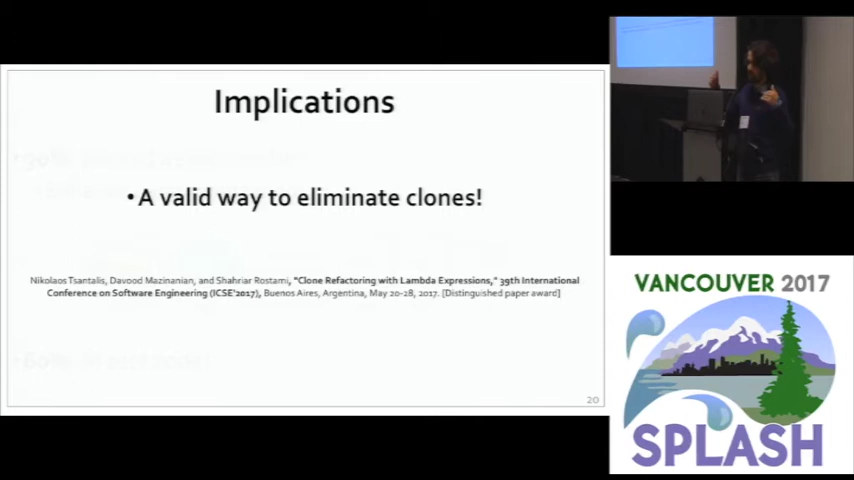 Implications
• A valid way to eliminate clones!
Nikolaos Tsantalis, Davood Mazinanian, and Shahriar Rostami, "Clone Refactoring with Lambda Expressions," 39th International
Conference on Software Engineering (ICSE'2017), Buenos Aires, Argentina, May 20-28, 2017. [Distinguished paper award]
20
VANCOUVER 2017
SPLASH